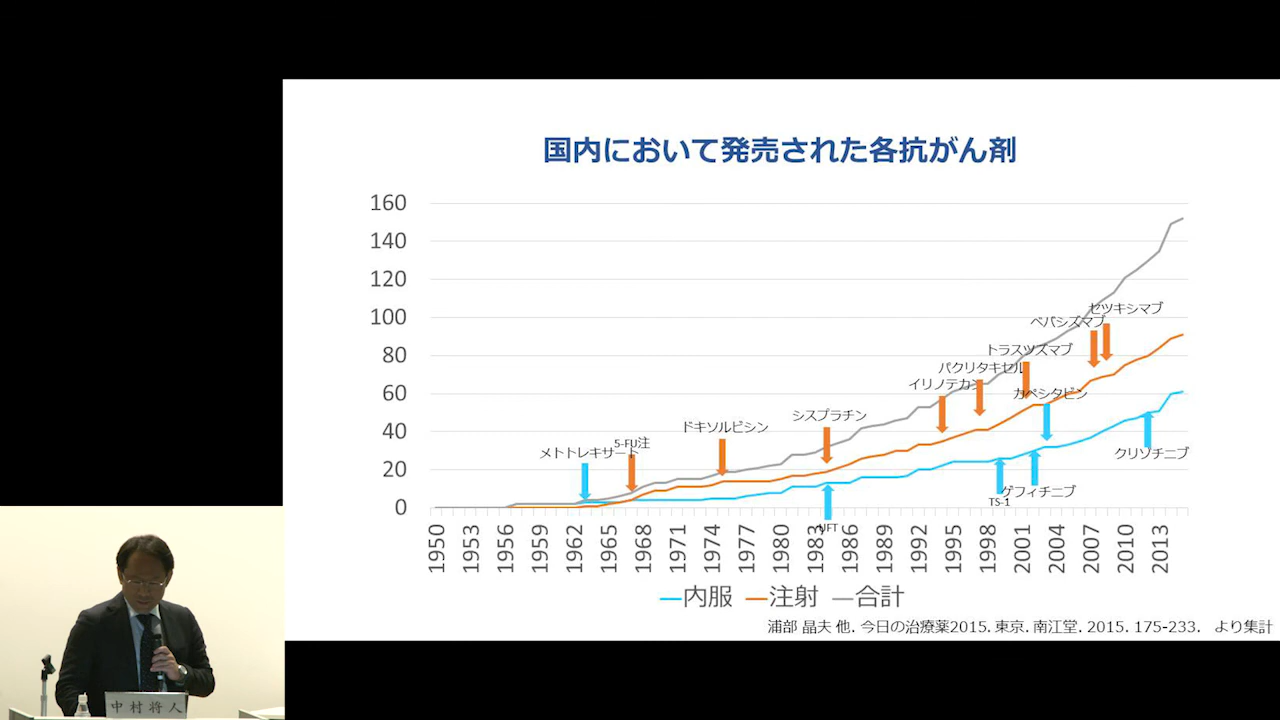 国内において発売された各抗がん剤
160
140
120
100
80
60
40
20
0
セツキシマブ
ベバシズマブ
トラスツズマブ
パクリタキセル
イリノテカン
カペシタビン
シスプラチン
ドキソルビシン
5-FU注
メトトレキサート
クリゾチニブ
ゲフィチニブ
TS-1
UFT
1950 1953 1956 1959 1962 1965 1968 1971 1974 1977 1980 1983 1986 1989 1992 1995 1998 2001 2004 2007 2010 2013
内服 注射 合計
浦部 晶夫 他. 今日の治療薬2015. 東京. 南江堂. 2015. 175-233. より集計
中村将人